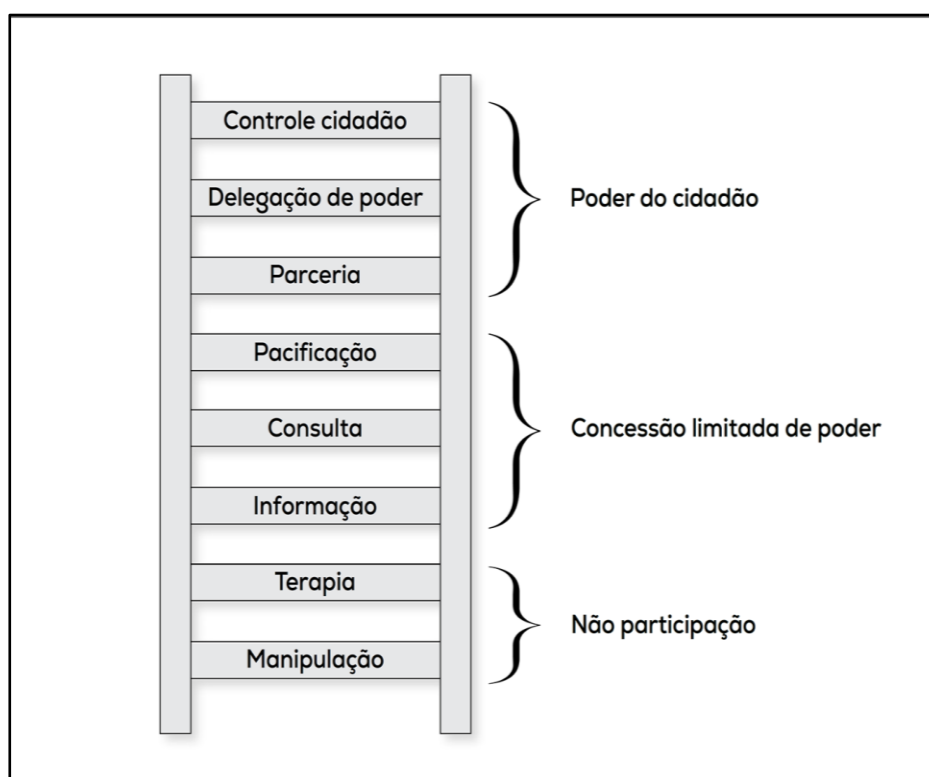 Controle cidadão
Delegação de poder
Poder do cidadão
Parceria
Pacificação
Consulta
Concessão limitada de poder
Informação
Terapia
Não participação
Manipulação